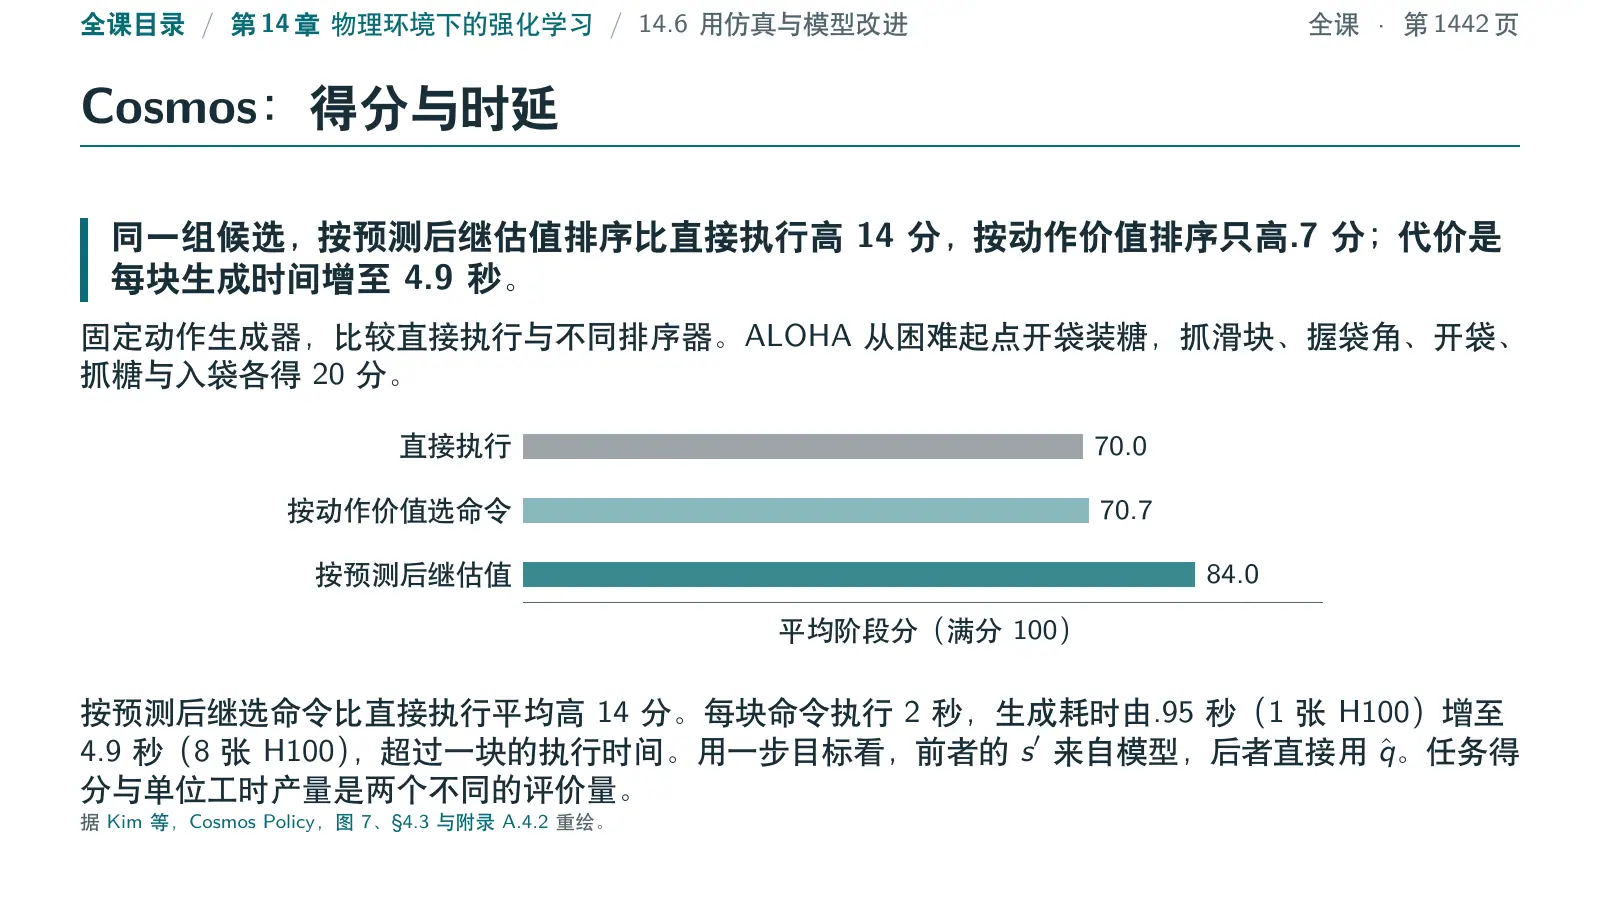 全课目录 / 第 14 章 物理环境下的强化学习 / 14.6 用仿真与模型改进
全课 · 第 1442 页
Cosmos：得分与时延
同一组候选，按预测后继估值排序比直接执行高 14 分，按动作价值排序只高.7 分；代价是
每块生成时间增至 4.9 秒。
固定动作生成器，比较直接执行与不同排序器。ALOHA 从困难起点开袋装糖，抓滑块、握袋角、开袋、
抓糖与入袋各得 20 分。
直接执行 70.0
按动作价值选命令 70.7
按预测后继估值 84.0
平均阶段分（满分 100）
按预测后继选命令比直接执行平均高 14 分。每块命令执行 2 秒，生成耗时由.95 秒（1 张 H100）增至
4.9 秒（8 张 H100），超过一块的执行时间。用一步目标看，前者的 s′ 来自模型，后者直接用 q̂。任务得
分与单位工时产量是两个不同的评价量。
据 Kim 等，Cosmos Policy，图 7、§4.3 与附录 A.4.2 重绘。